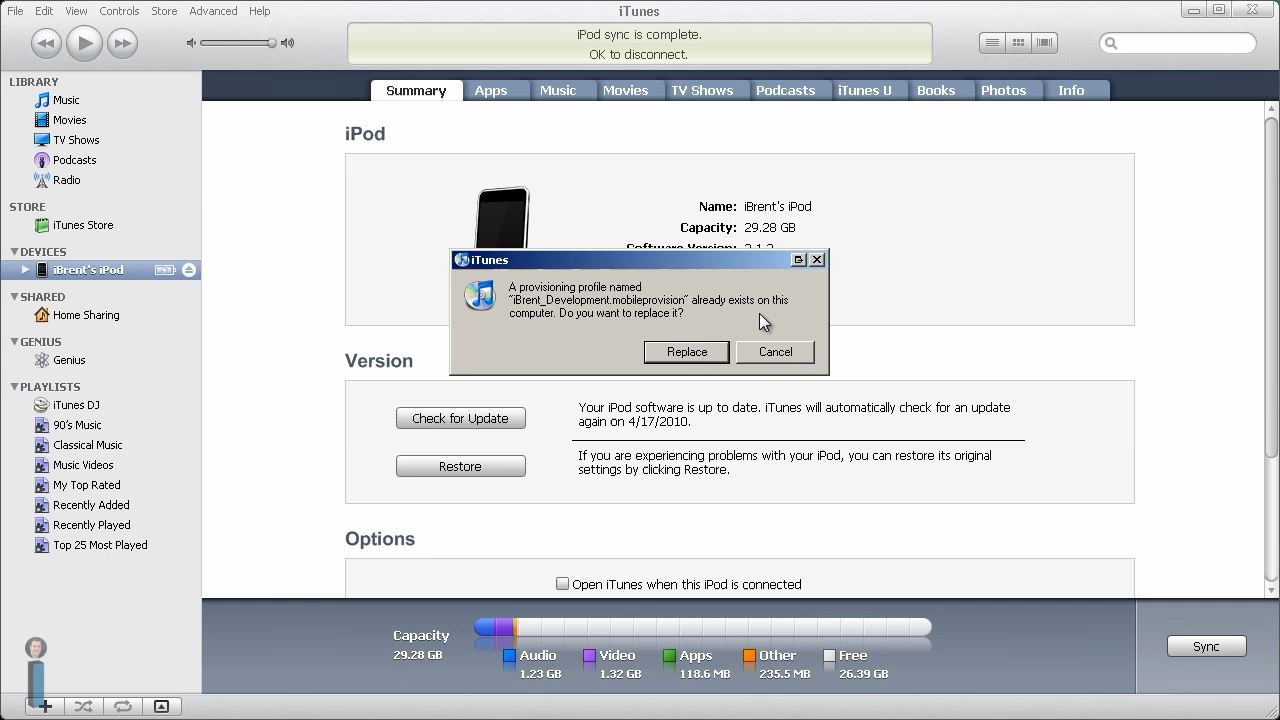 File Edit View Controls Store Advanced Help
iTunes
iPod sync is complete.
OK to disconnect.
LIBRARY
Music
Movies
TV Shows
Podcasts
Radio
STORE
iTunes Store
DEVICES
iBrent's iPod
SHARED
Home Sharing
GENIUS
Genius
PLAYLISTS
iTunes DJ
90's Music
Classical Music
Music Videos
My Top Rated
Recently Added
Recently Played
Top 25 Most Played
Summary Apps Music Movies TV Shows Podcasts iTunes U Books Photos Info
iPod
Name: iBrent's iPod
Capacity: 29.28 GB
Software Version: 3.1.3
iTunes
A provisioning profile named
"iBrent_Development.mobileprovision" already exists on this
computer. Do you want to replace it?
Replace Cancel
Version
Check for Update
Your iPod software is up to date. iTunes will automatically check for an update
again on 4/17/2010.
Restore
If you are experiencing problems with your iPod, you can restore its original
settings by clicking Restore.
Options
Open iTunes when this iPod is connected
Capacity
29.28 GB
Audio Video Apps Other Free
1.23 GB 1.32 GB 118.6 MB 235.5 MB 26.39 GB
Sync